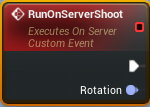 RunOnServerShoot
Executes On Server
Custom Event
Rotation